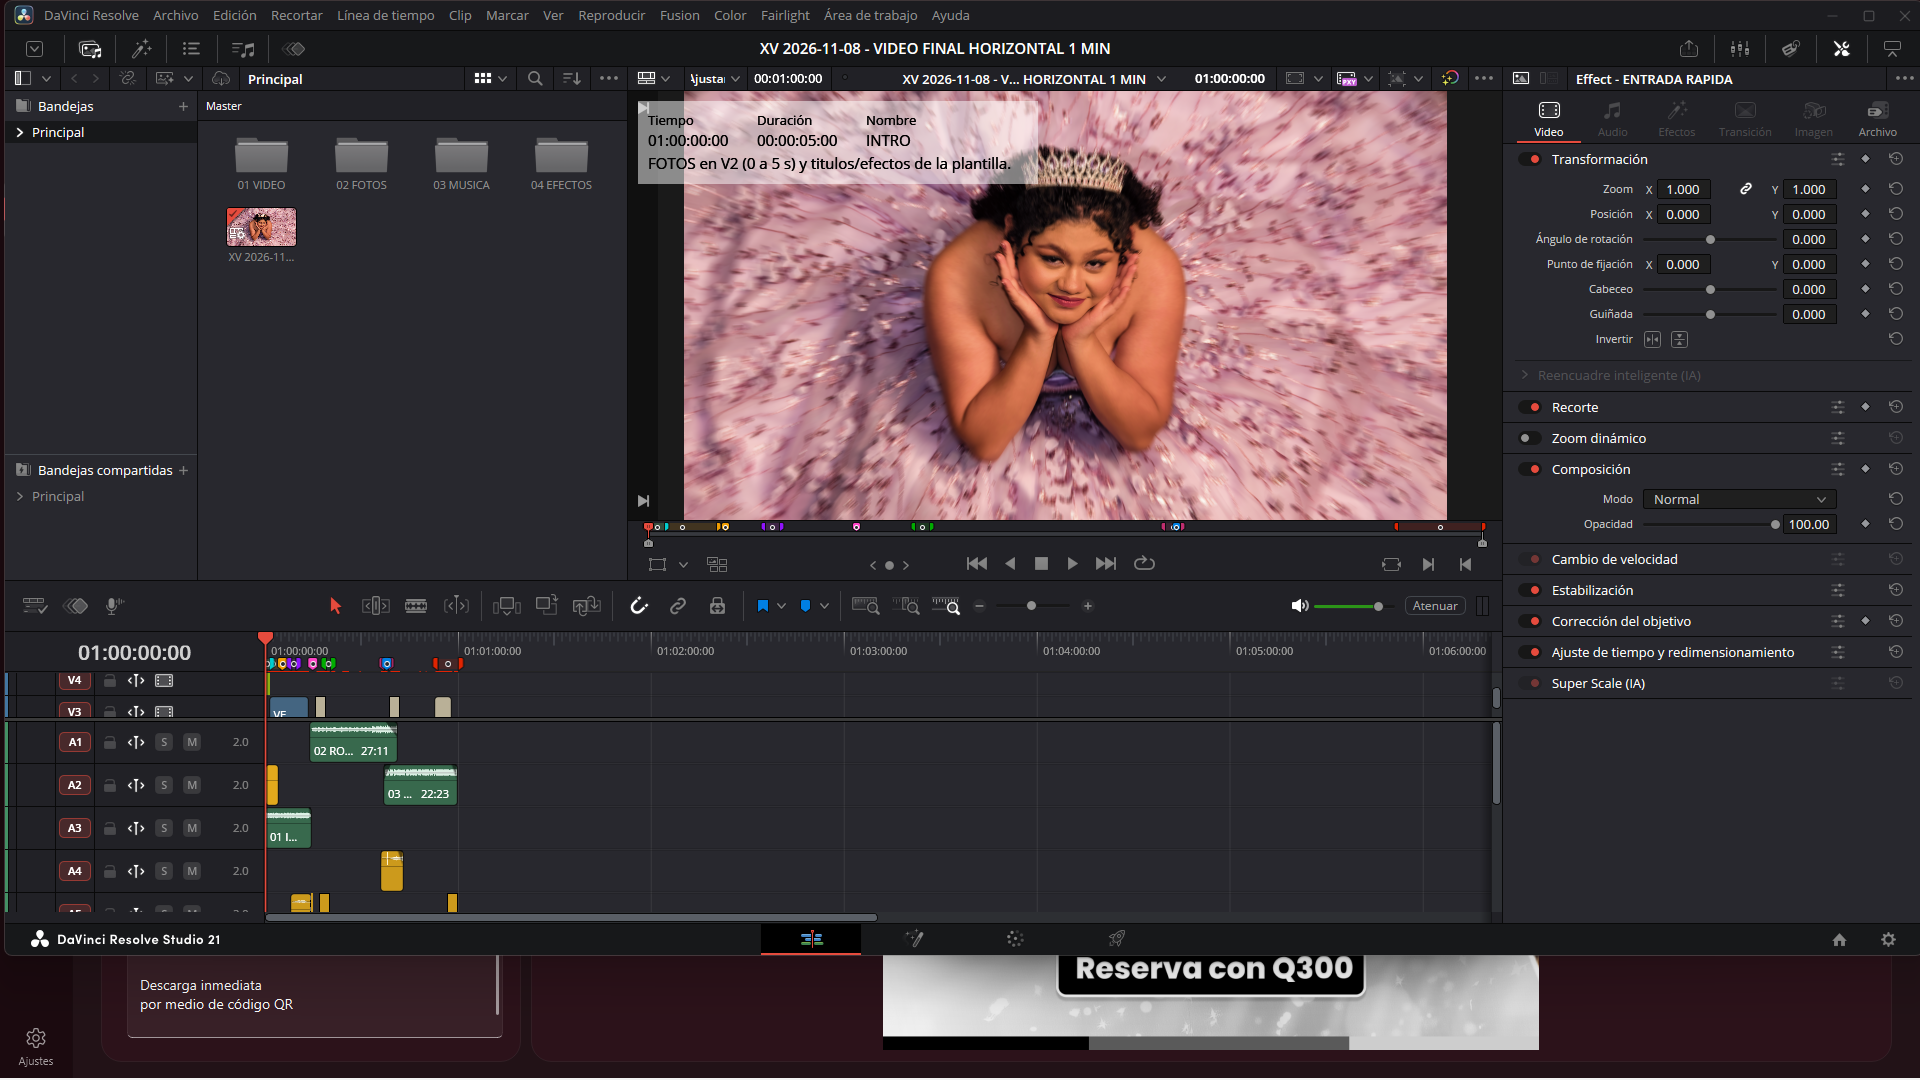 DaVinci Resolve Archivo Edición Recortar Línea de tiempo Clip Marcar Ver Reproducir Fusion Color Fairlight Área de trabajo Ayuda
XV 2026-11-08 - VIDEO FINAL HORIZONTAL 1 MIN
Principal
Ajustar 00:01:00:00 XV 2026-11-08 - V... HORIZONTAL 1 MIN 01:00:00:00
Effect - ENTRADA RAPIDA
Bandejas
Principal
Master
01 VIDEO 02 FOTOS 03 MUSICA 04 EFECTOS
XV 2026-11...
Bandejas compartidas
Principal
Tiempo Duración Nombre
01:00:00:00 00:00:05:00 INTRO
FOTOS en V2 (0 a 5 s) y titulos/efectos de la plantilla.
Video Audio Efectos Transición Imagen Archivo
Transformación
Zoom X 1.000 Y 1.000
Posición X 0.000 Y 0.000
Ángulo de rotación 0.000
Punto de fijación X 0.000 Y 0.000
Cabeceo 0.000
Guiñada 0.000
Invertir
Reencuadre inteligente (IA)
Recorte
Zoom dinámico
Composición
Modo Normal
Opacidad 100.00
Cambio de velocidad
Estabilización
Corrección del objetivo
Ajuste de tiempo y redimensionamiento
Super Scale (IA)
Atenuar
01:00:00:00
01:00:00:00 01:01:00:00 01:02:00:00 01:03:00:00 01:04:00:00 01:05:00:00 01:06:00:00
V4
V3
A1 S M 2.0
02 RO... 27:11
A2 S M 2.0
03 ... 22:23
A3 S M 2.0
01 I...
A4 S M 2.0
DaVinci Resolve Studio 21
Descarga inmediata
por medio de código QR
Reserva con Q300
Ajustes